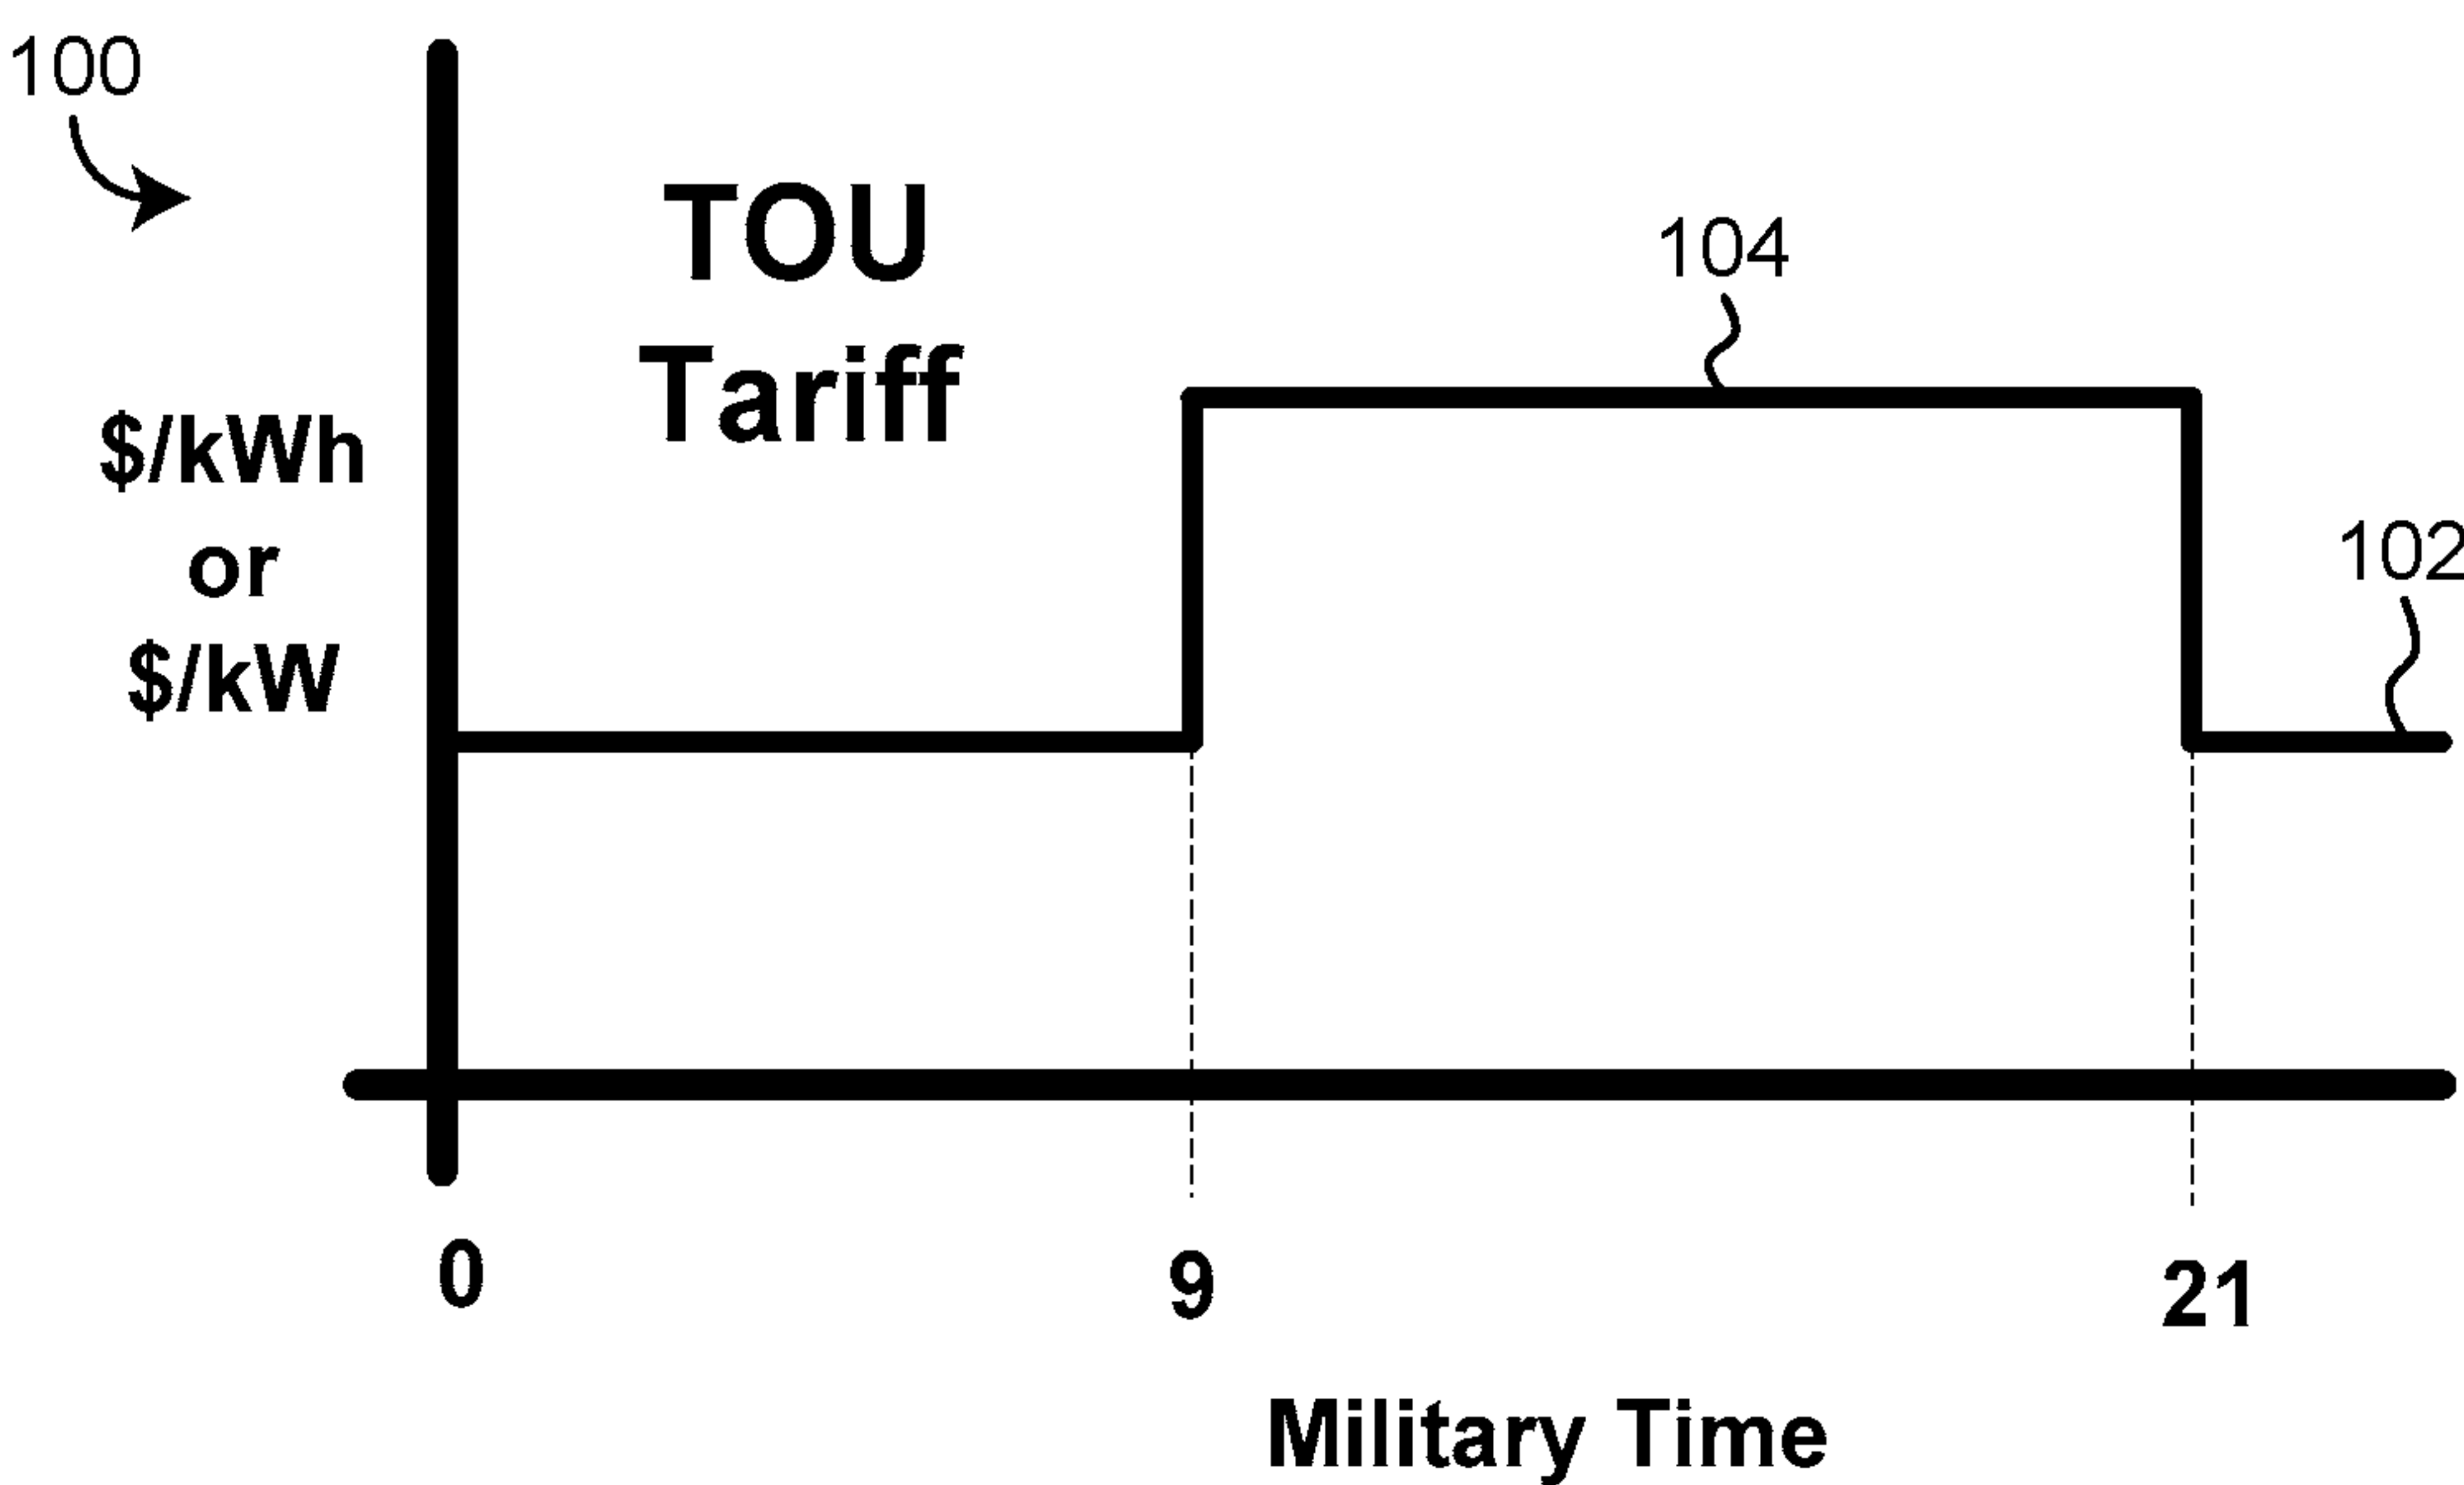 100
TOU
Tariff
104
$/kWh
or
$/kW
102
0
9
21
Military Time